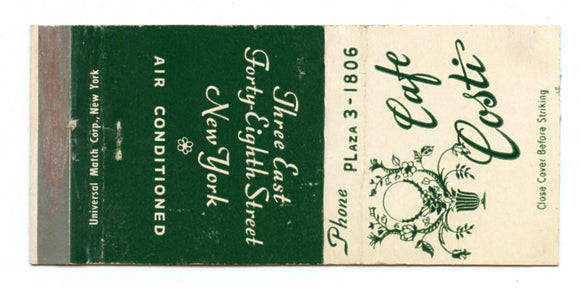 Close Cover Before Striking
Cafe
Costi
Phone PLAZA 3-1806
Three East
Forty-Eighth Street
New York
AIR CONDITIONED
Universal Match Corp., New York